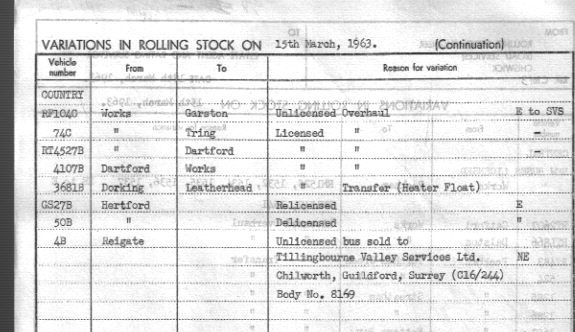 VARIATIONS IN ROLLING STOCK ON 15th March, 1963. (Continuation)
Vehicle number From To Reason for variation
COUNTRY
RF104C Works Garston Unlicensed Overhaul E to SVS
74C " Tring Licensed " -
RT4527B " Dartford " " -
4107B Dartford Works " "
3681B Dorking Leatherhead " Transfer (Heater Float)
GS27B Hertford Relicensed E
50B " Delicensed "
4B Reigate Unlicensed bus sold to
Tillingbourne Valley Services Ltd. NE
Chilworth, Guildford, Surrey (C16/244)
Body No. 8169